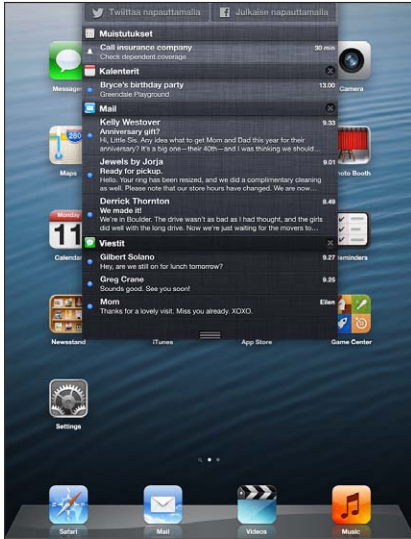 Twiittaa napauttamalla
Julkaise napauttamalla
Muistutukset
Call insurance company 30 min
Check dependent coverage
Kalenterit
Bryce's birthday party 13.00
Greendale Playground
Mail
Kelly Westover 9.33
Anniversary gift?
Hi, Little Sis. Any idea what to get Mom and Dad this year for their
anniversary? It's a big one—their 40th—and I was thinking we should...
Jewels by Jorja 9.01
Ready for pickup.
Hello. Your ring has been resized, and we did a complimentary cleaning
as well. Please note that our store hours have changed. We are now...
Derrick Thornton 8.49
We made it!
We're in Boulder. The drive wasn't as bad as I had thought, and the girls
did well with the long drive. Now we're just waiting for the movers to...
Viestit
Gilbert Solano 9.27
Hey, are we still on for lunch tomorrow?
Greg Crane 9.26
Sounds good. See you soon!
Mom Eilen
Thanks for a lovely visit. Miss you already. XOXO.
Messages
Camera
280
Maps
Photo Booth
Monday
11
Calendar
Reminders
Newsstand
iTunes
App Store
Game Center
Settings
Safari
Mail
Videos
Music